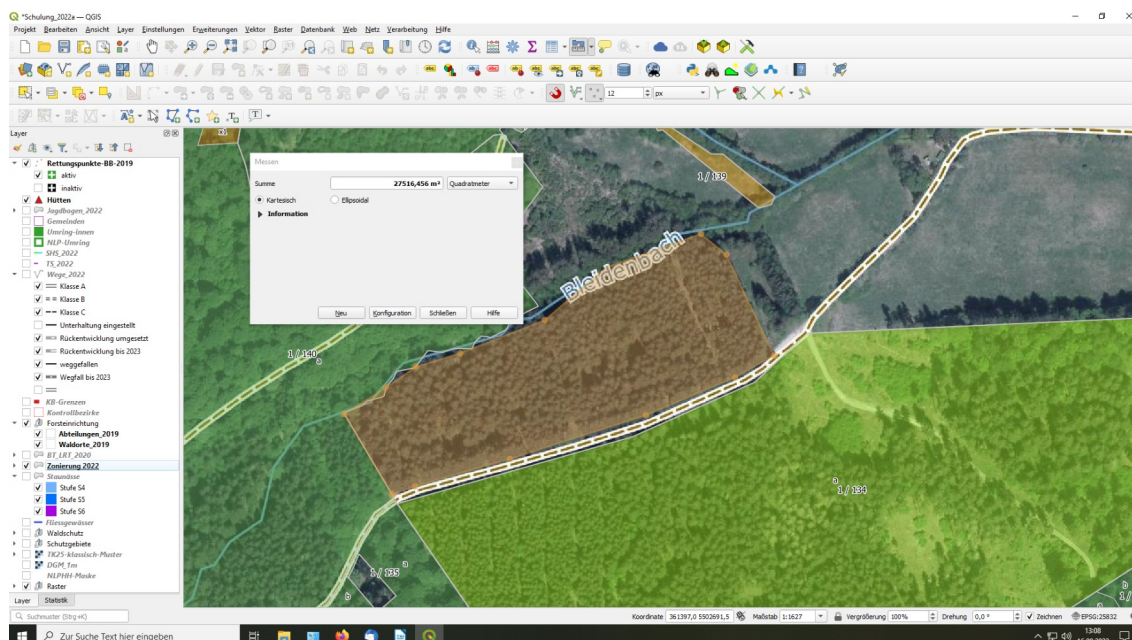 *Schulung_2022a — QGIS
Projekt Bearbeiten Ansicht Layer Einstellungen Erweiterungen Vektor Raster Datenbank Web Netz Verarbeitung Hilfe
12 px
Layer
Rettungspunkte-BB-2019
aktiv
inaktiv
Hütten
Jagdbogen_2022
Gemeinden
Umring-innen
NLP-Umring
SHS_2022
TS_2022
Wege_2022
Klasse A
Klasse B
Klasse C
Unterhaltung eingestellt
Rückentwicklung umgesetzt
Rückentwicklung bis 2023
weggefallen
Wegfall bis 2023
KB-Grenzen
Kontrollbezirke
Forsteinrichtung
Abteilungen_2019
Waldorte_2019
BT_LRT_2020
Zonierung_2022
Staunässe
Stufe S4
Stufe S5
Stufe S6
Fliessgewässer
Waldschutz
Schutzgebiete
TK25-klassisch-Muster
DGM_1m
NLPHH-Maske
Raster
Layer Statistik
x1
Messen
Summe 27516,456 m² Quadratmeter
Kartesisch Ellipsoidal
Information
Neu Konfiguration Schließen Hilfe
1 / 139
Bleidenbach
1 / 140
a
a
1 / 134
a
1 / 135
b
b
1 /
a
Suchmuster (Strg+K) Koordinate 361397,0 5502691,5 Maßstab 1:1627 Vergrößerung 100% Drehung 0,0 ° Zeichnen EPSG:25832
Zur Suche Text hier eingeben
13:08